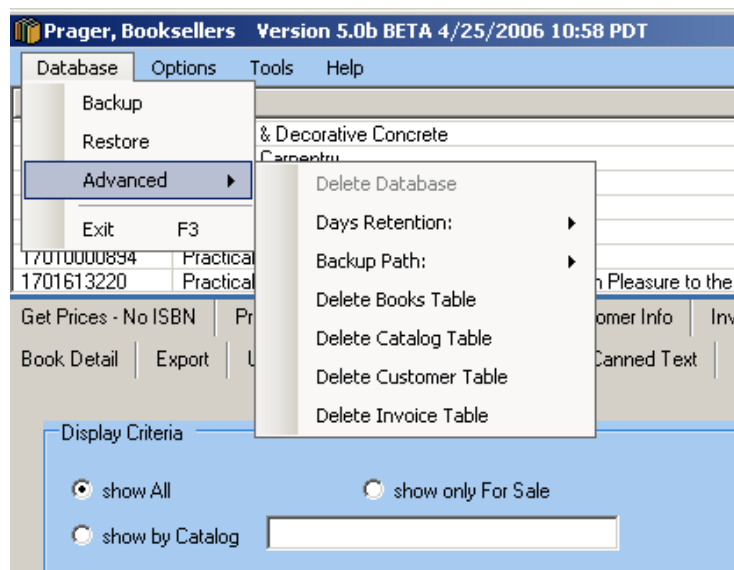 Prager, Booksellers Version 5.0b BETA 4/25/2006 10:58 PDT
Database Options Tools Help
Backup
Restore
& Decorative Concrete
Carpentry
Advanced
Delete Database
Days Retention:
Exit F3
17010000894 Practical
Backup Path:
1701613220 Practical
Pleasure to the
Delete Books Table
Get Prices - No ISBN
omer Info
Delete Catalog Table
Book Detail Export
Canned Text
Delete Customer Table
Delete Invoice Table
Display Criteria
show All show only For Sale
show by Catalog